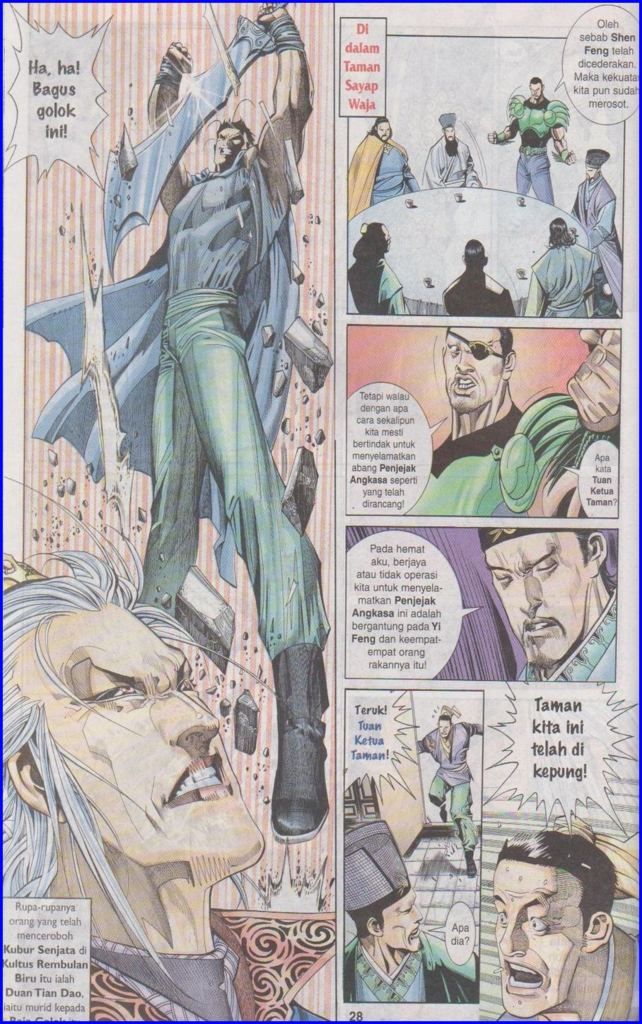 Ha, ha!
Bagus
golok
ini!
Rupa-rupanya
orang yang telah
menceroboh
Kubur Senjata di
Kultus Rembulan
Biru itu ialah
Duan Tian Dao,
iaitu murid kepada
Di
dalam
Taman
Sayap
Waja
Oleh
sebab Shen
Feng telah
dicederakan.
Maka kekuata
kita pun sudah
merosot.
Tetapi walau
dengan apa
cara sekalipun
kita mesti
bertindak untuk
menyelamatkan
abang Penjejak
Angkasa seperti
yang telah
dirancang!
Apa
kata
Tuan
Ketua
Taman?
Pada hemat
aku, berjaya
atau tidak operasi
kita untuk menyela-
matkan Penjejak
Angkasa ini adalah
bergantung pada Yi
Feng dan keempat-
empat orang
rakannya itu!
Teruk!
Tuan
Ketua
Taman!
Apa
dia?
Taman
kita ini
telah di
kepung!
28